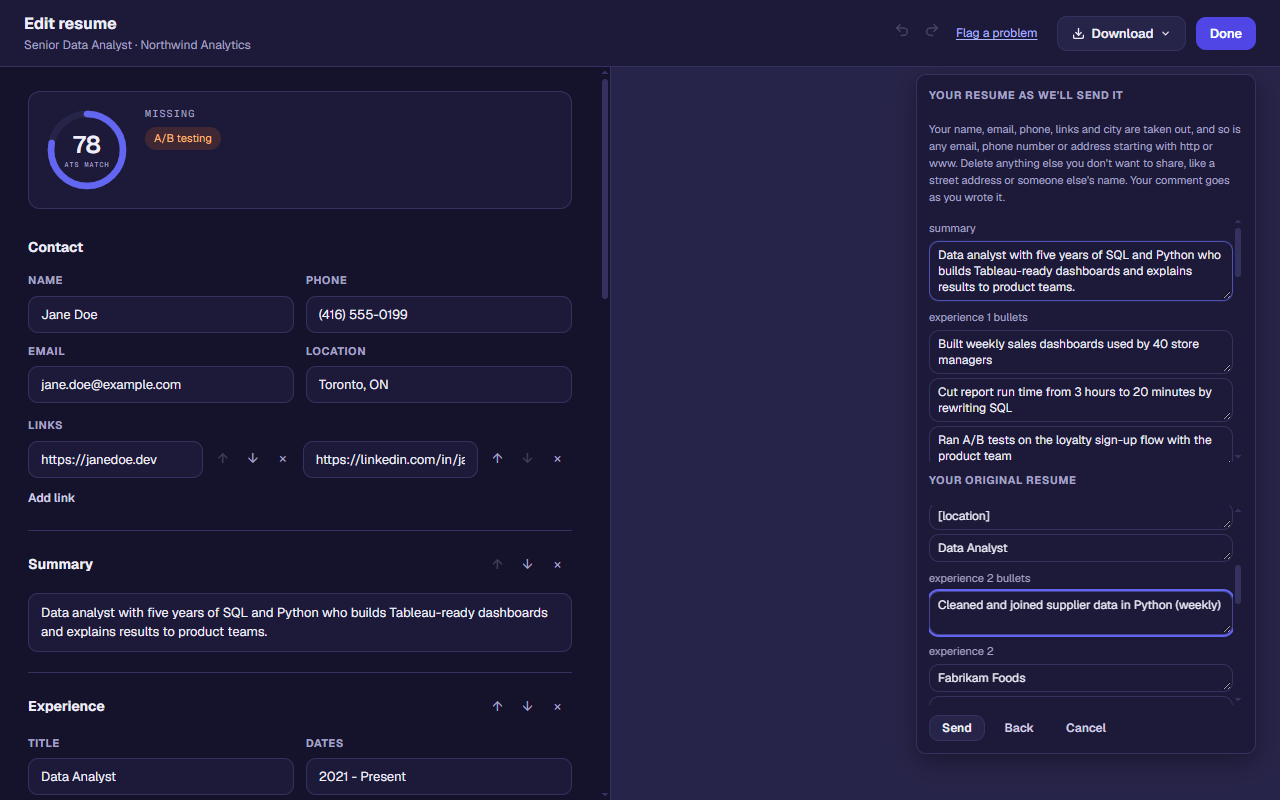 Edit resume
Senior Data Analyst · Northwind Analytics
Flag a problem
Download
Done
78
ATS MATCH
MISSING
A/B testing
Contact
NAME
PHONE
Jane Doe
(416) 555-0199
EMAIL
LOCATION
jane.doe@example.com
Toronto, ON
LINKS
https://janedoe.dev
https://linkedin.com/in/ja
Add link
Summary
Data analyst with five years of SQL and Python who builds Tableau-ready dashboards
and explains results to product teams.
Experience
TITLE
DATES
Data Analyst
2021 - Present
YOUR RESUME AS WE'LL SEND IT
Your name, email, phone, links and city are taken out, and so is
any email, phone number or address starting with http or
www. Delete anything else you don't want to share, like a
street address or someone else's name. Your comment goes
as you wrote it.
summary
Data analyst with five years of SQL and Python who
builds Tableau-ready dashboards and explains
results to product teams.
experience 1 bullets
Built weekly sales dashboards used by 40 store
managers
Cut report run time from 3 hours to 20 minutes by
rewriting SQL
Ran A/B tests on the loyalty sign-up flow with the
product team
YOUR ORIGINAL RESUME
[location]
Data Analyst
experience 2 bullets
Cleaned and joined supplier data in Python (weekly)
experience 2
Fabrikam Foods
Send
Back
Cancel